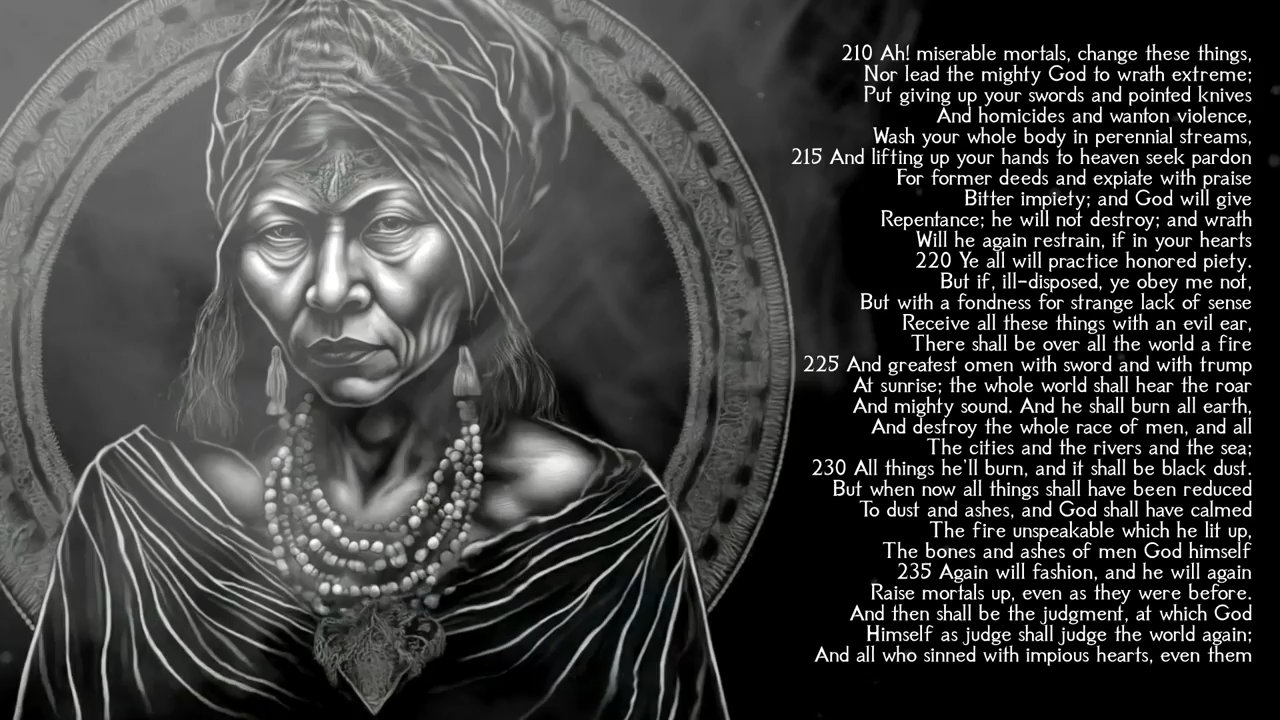 210 Ah! miserable mortals, change these things,
Nor lead the mighty God to wrath extreme;
Put giving up your swords and pointed knives
And homicides and wanton violence,
Wash your whole body in perennial streams,
215 And lifting up your hands to heaven seek pardon
For former deeds and expiate with praise
Bitter impiety; and God will give
Repentance; he will not destroy; and wrath
Will he again restrain, if in your hearts
220 Ye all will practice honored piety.
But if, ill-disposed, ye obey me not,
But with a fondness for strange lack of sense
Receive all these things with an evil ear,
There shall be over all the world a fire
225 And greatest omen with sword and with trump
At sunrise; the whole world shall hear the roar
And mighty sound. And he shall burn all earth,
And destroy the whole race of men, and all
The cities and the rivers and the sea;
230 All things he'll burn, and it shall be black dust.
But when now all things shall have been reduced
To dust and ashes, and God shall have calmed
The fire unspeakable which he lit up,
The bones and ashes of men God himself
235 Again will fashion, and he will again
Raise mortals up, even as they were before.
And then shall be the judgment, at which God
Himself as judge shall judge the world again;
And all who sinned with impious hearts, even them